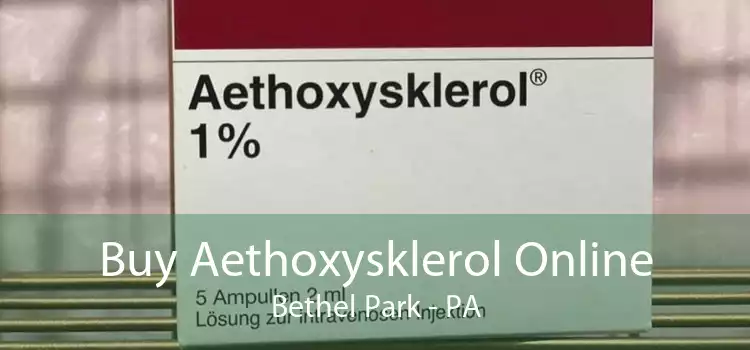 Aethoxysklerol®
1%
Buy Aethoxysklerol Online
5 Ampullen 2 ml
Bethel Park - PA
Lösung zur intravenösen Injektion